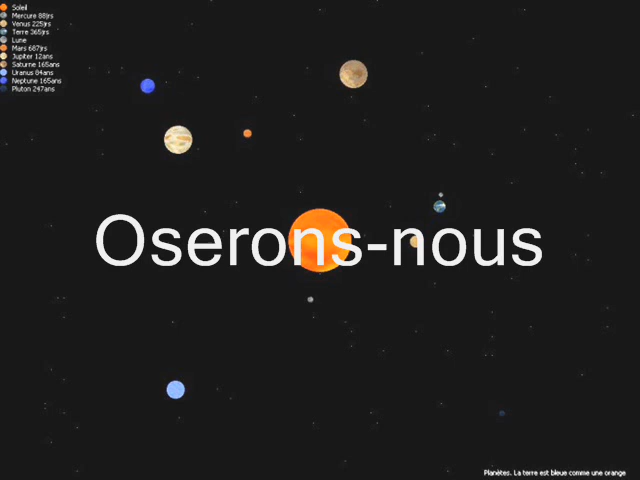 Soleil
Mercure 88jrs
Venus 225jrs
Terre 365jrs
Lune
Mars 687jrs
Jupiter 12ans
Saturne 165ans
Uranus 84ans
Neptune 165ans
Pluton 247ans
Oserons-nous
Planètes. La terre est bleue comme une orange